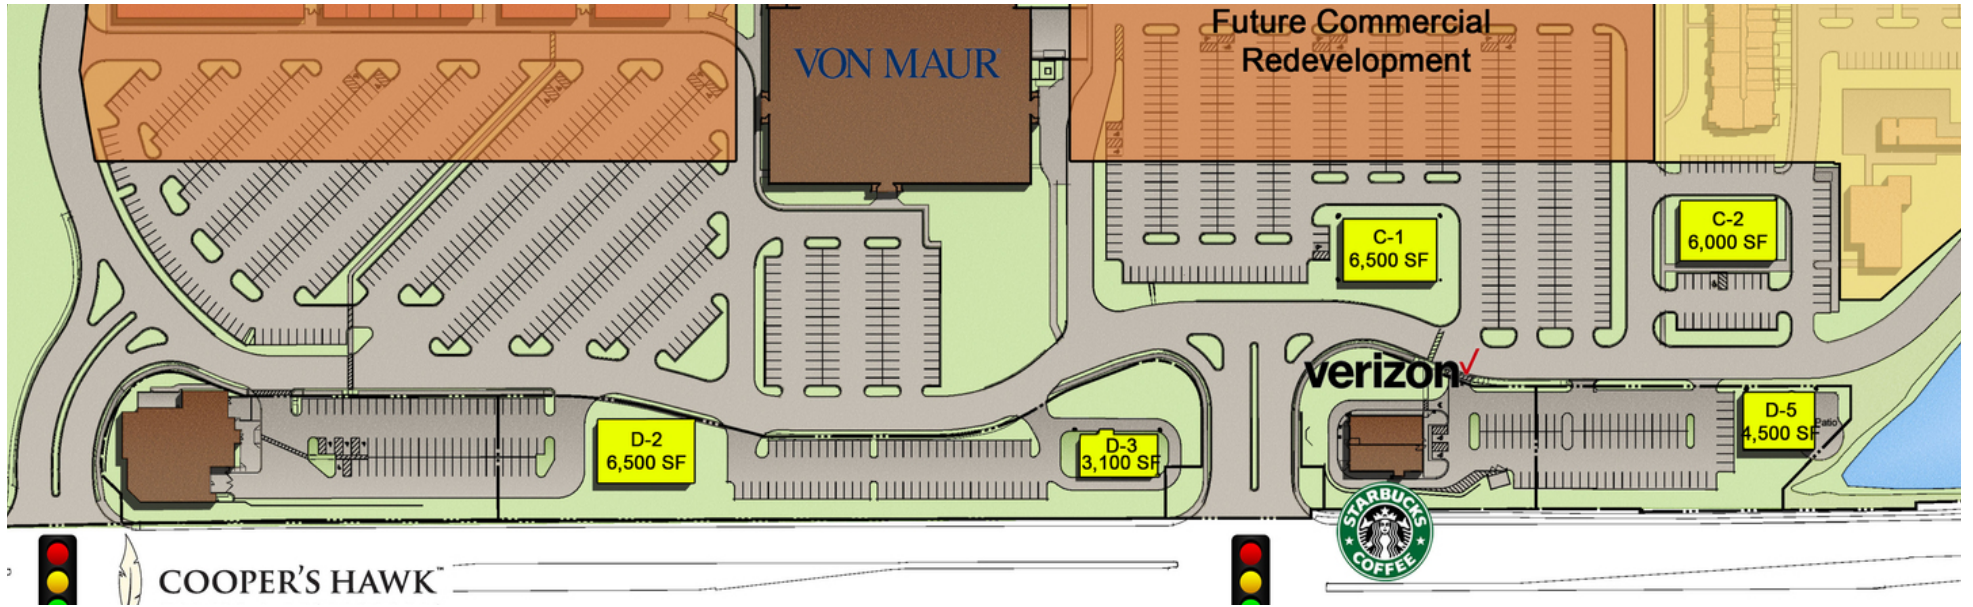 Future Commercial
Redevelopment
VON MAUR
C-1
6,500 SF
C-2
6,000 SF
verizon
D-2
6,500 SF
D-3
3,100 SF
D-5
4,500 SF
Patio
STARBUCKS
COFFEE
COOPER'S HAWK™